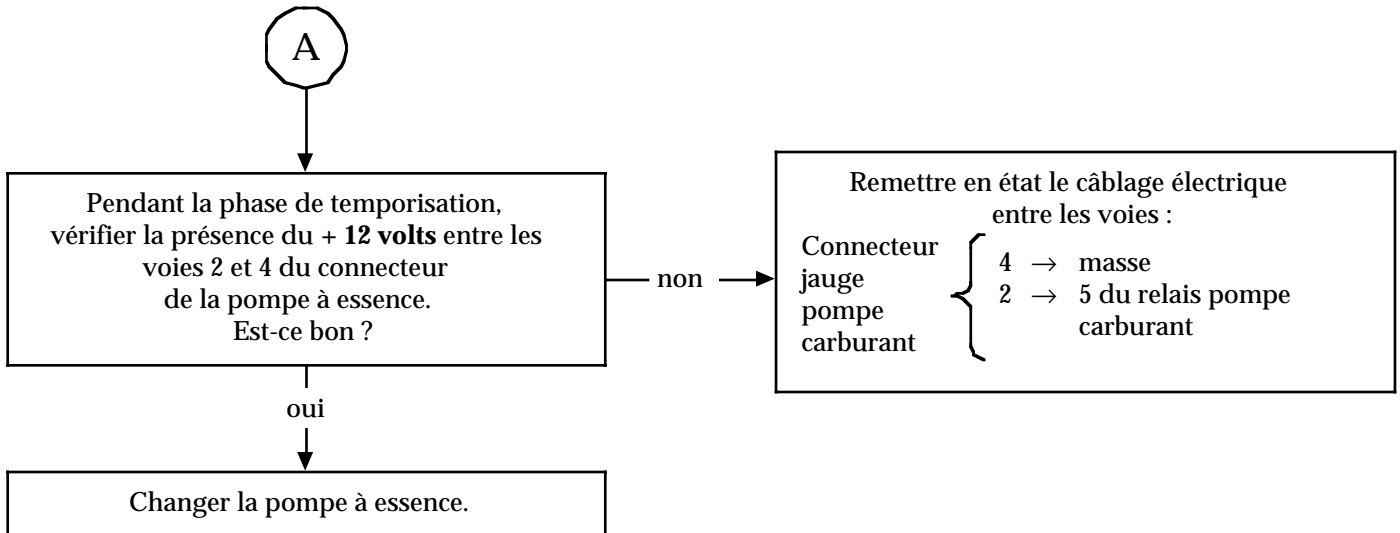 A
Pendant la phase de temporisation,
vérifier la présence du + 12 volts entre les
voies 2 et 4 du connecteur
de la pompe à essence.
Est-ce bon ?
non
Remettre en état le câblage électrique
entre les voies :
Connecteur
jauge
pompe
carburant
4 → masse
2 → 5 du relais pompe
carburant
oui
Changer la pompe à essence.